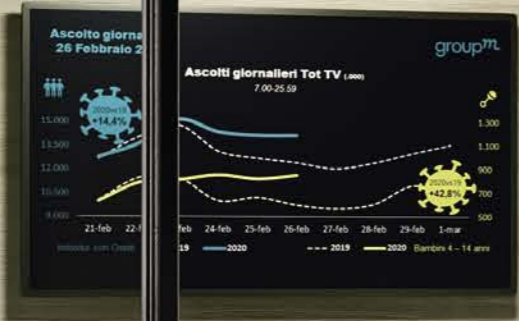 Ascolto giorna
26 Febbraio 2
groupm
Ascolti giornalieri Tot TV (.000)
7.00-25.59
2020vs19
+14,4%
15.000
13.500
12.000
10.500
9.000
1.300
1.100
900
700
500
2020vs19
+42,8%
21-feb 22-f feb 24-feb 25-feb 26-feb 27-feb 28-feb 29-feb 1-mar
Individui con Ospiti 19 2020 2019 2020 Bambini 4 – 14 anni